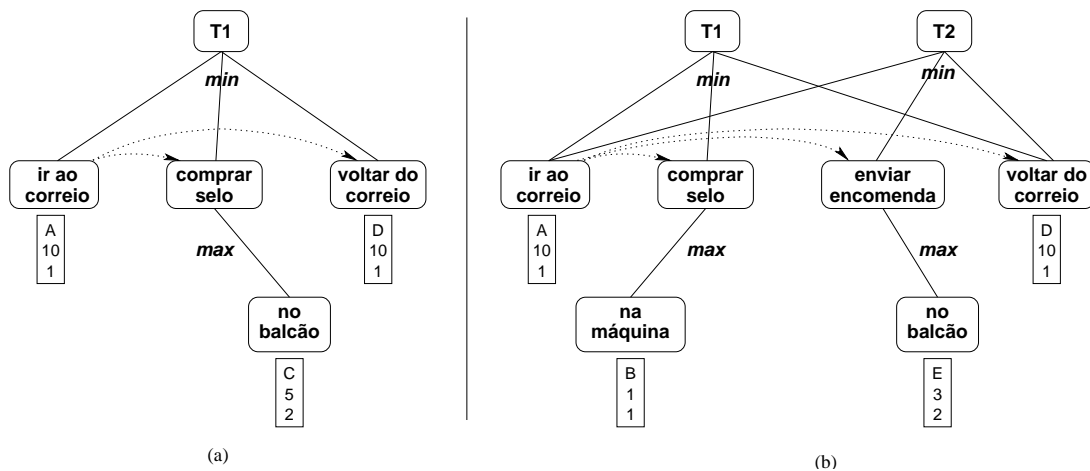 T1
min
ir ao
correio
comprar
selo
voltar do
correio
A
10
1
D
10
1
max
no
balcão
C
5
2
(a)
T1
T2
min
min
ir ao
correio
comprar
selo
enviar
encomenda
voltar do
correio
A
10
1
D
10
1
max
max
na
máquina
no
balcão
B
1
1
E
3
2
(b)